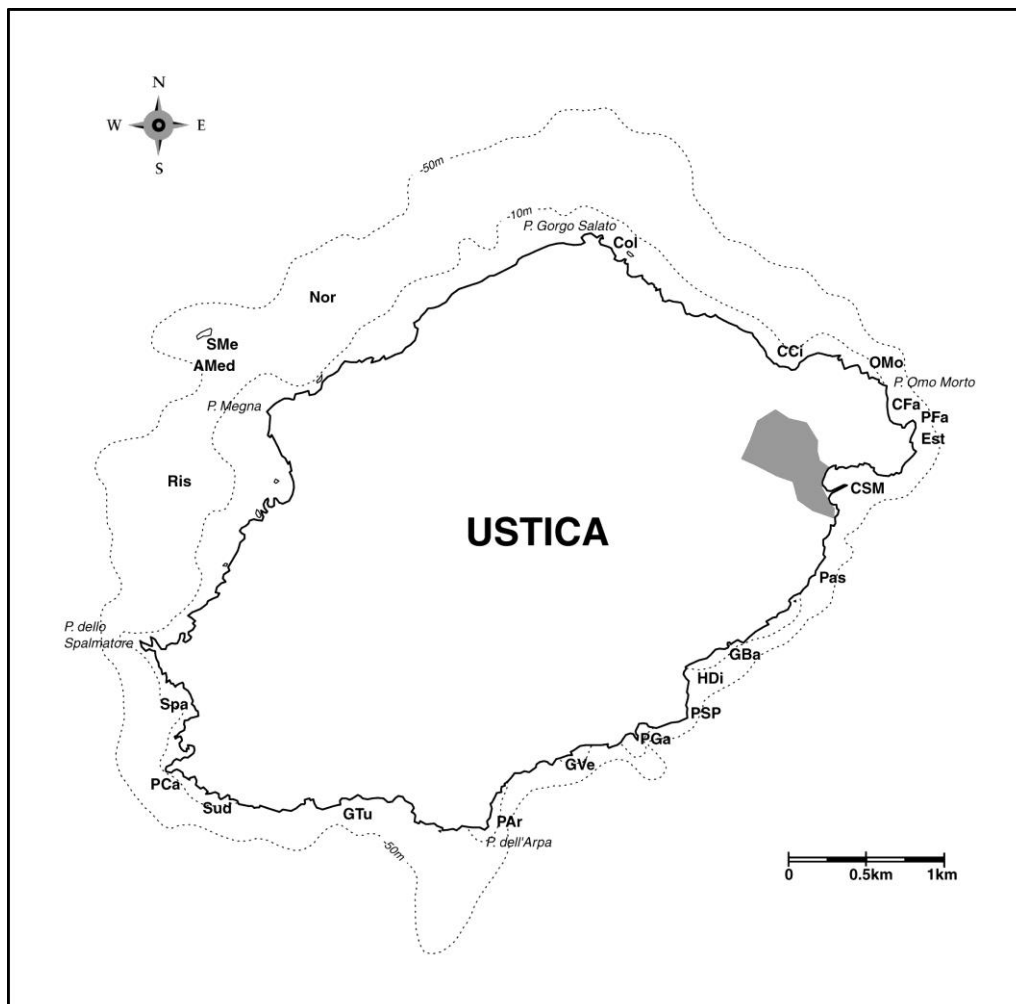 N
W E
S
-50m
-10m
P. Gorgo Salato
Col
Nor
SMe
AMed
CCi
OMo
P. Omo Morto
P. Megna
CFa
PFa
Est
Ris
CSM
USTICA
Pas
P. dello
Spalmatore
GBa
HDi
Spa
PSP
PGa
GVe
PCa
Sud
GTu
PAr
P. dell'Arpa
-50m
0 0.5km 1km